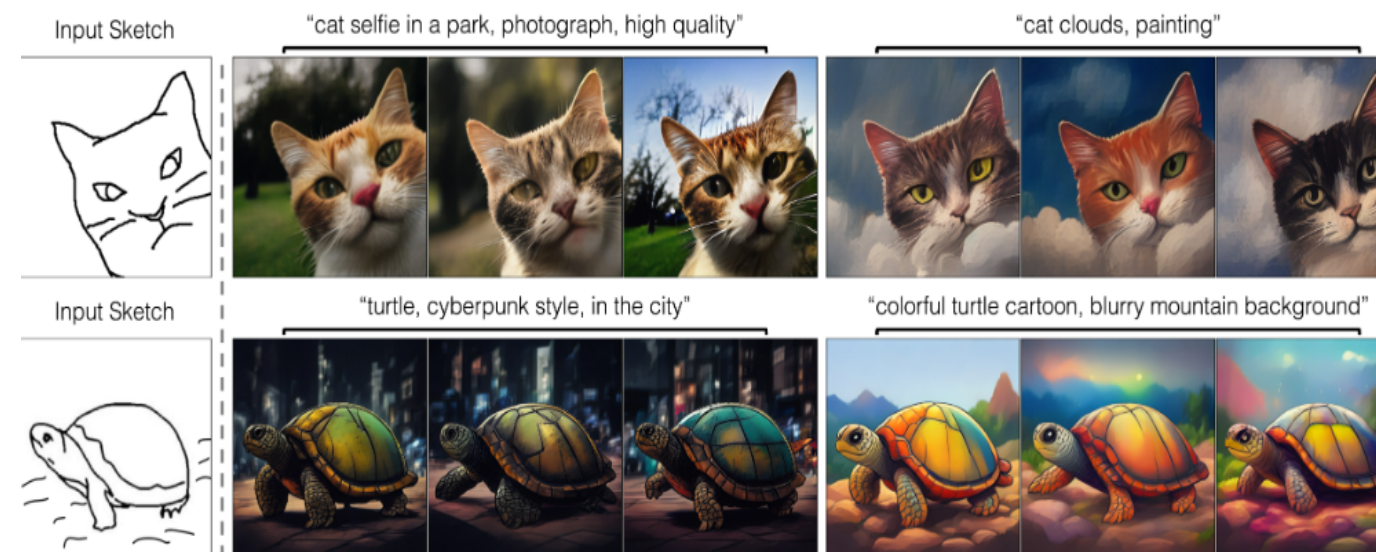 Input Sketch
“cat selfie in a park, photograph, high quality”
“cat clouds, painting”
Input Sketch
“turtle, cyberpunk style, in the city”
“colorful turtle cartoon, blurry mountain background”